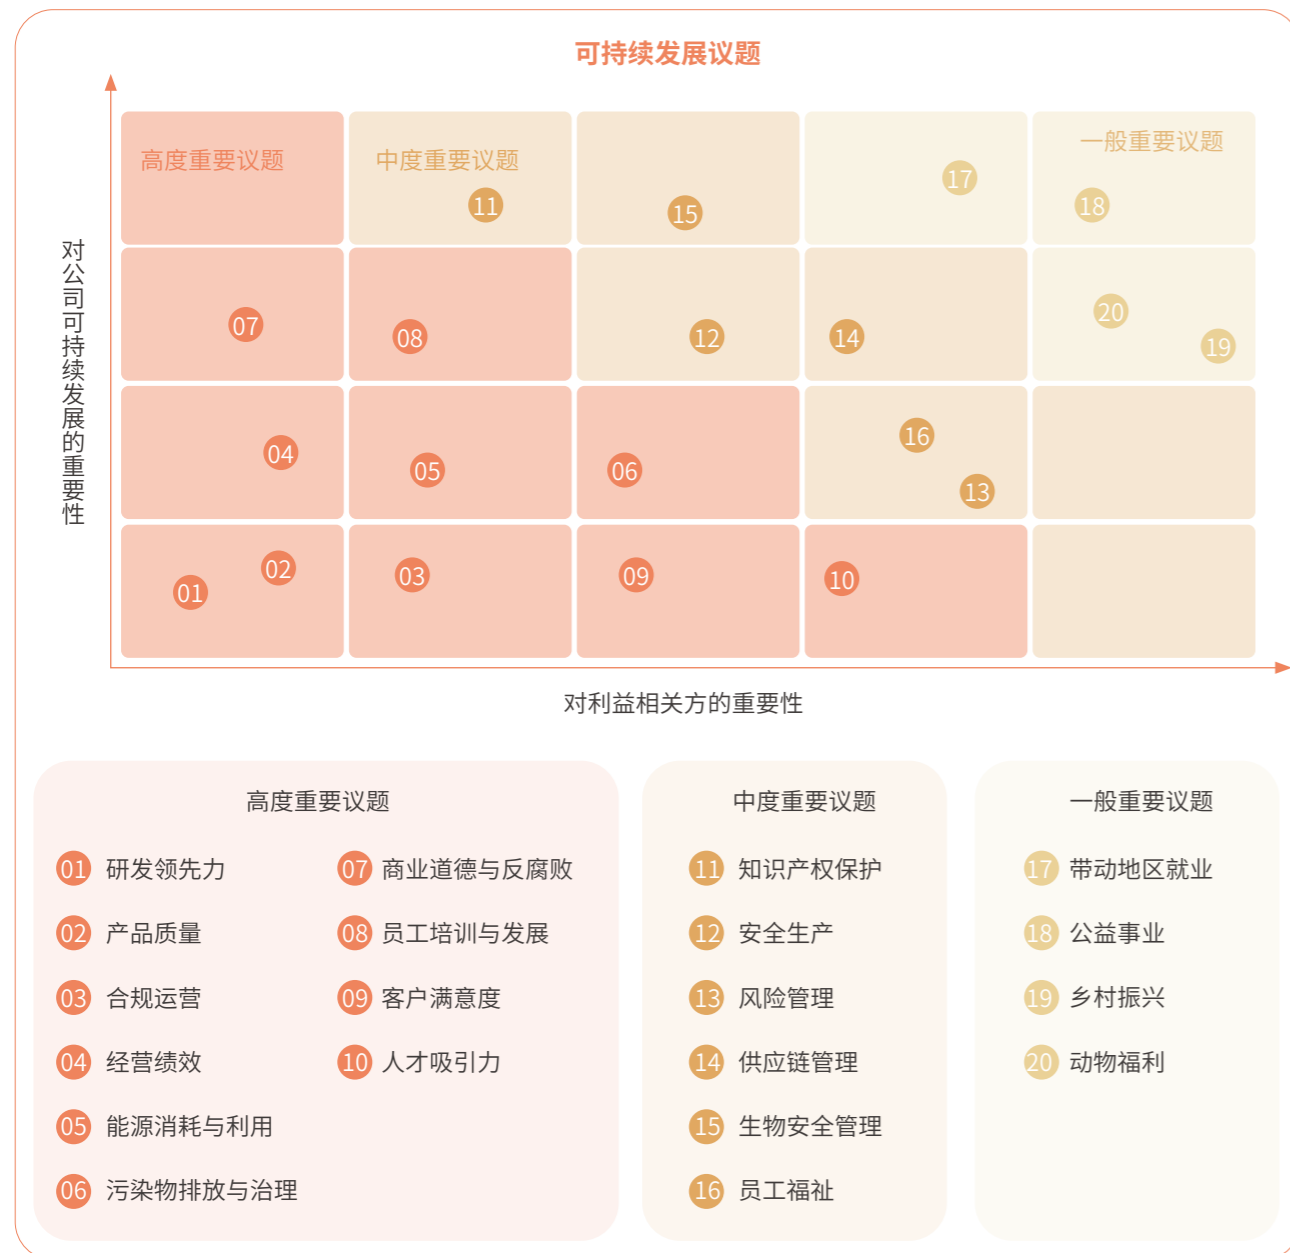 可持续发展议题
高度重要议题
中度重要议题
一般重要议题
17
11
15
18
07
08
12
14
20
19
04
05
06
16
13
01
02
03
09
10
对公司可持续发展的重要性
对利益相关方的重要性
高度重要议题
01 研发领先力
02 产品质量
03 合规运营
04 经营绩效
05 能源消耗与利用
06 污染物排放与治理
07 商业道德与反腐败
08 员工培训与发展
09 客户满意度
10 人才吸引力
中度重要议题
11 知识产权保护
12 安全生产
13 风险管理
14 供应链管理
15 生物安全管理
16 员工福祉
一般重要议题
17 带动地区就业
18 公益事业
19 乡村振兴
20 动物福利